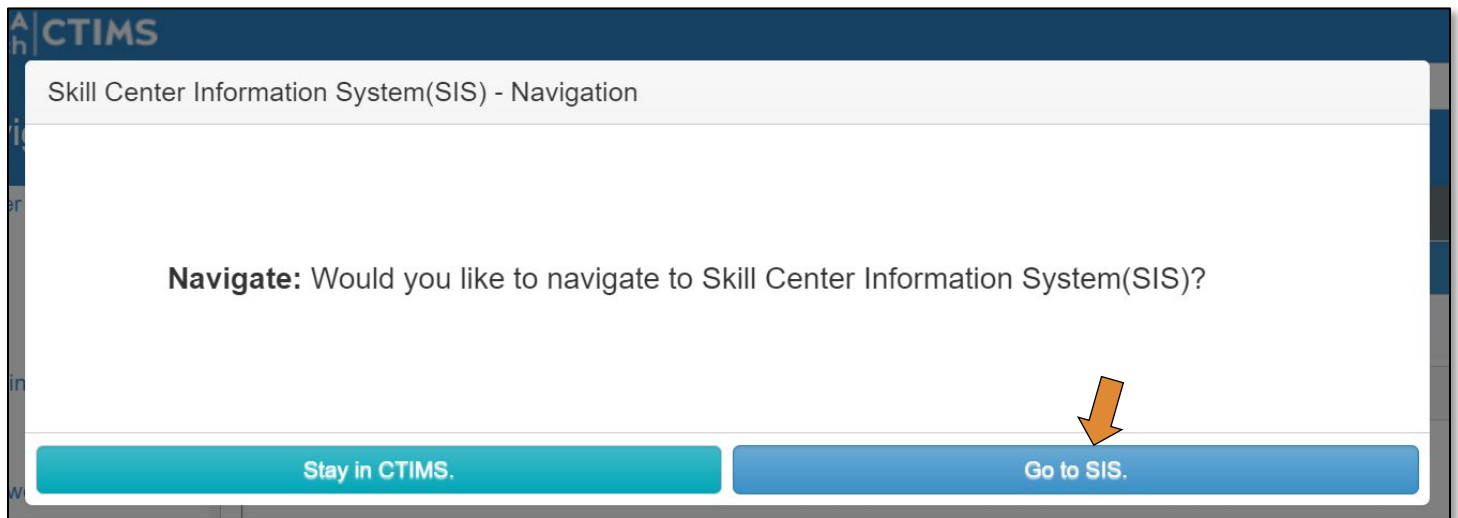 CTIMS
Skill Center Information System(SIS) - Navigation
Navigate: Would you like to navigate to Skill Center Information System(SIS)?
Stay in CTIMS.
Go to SIS.